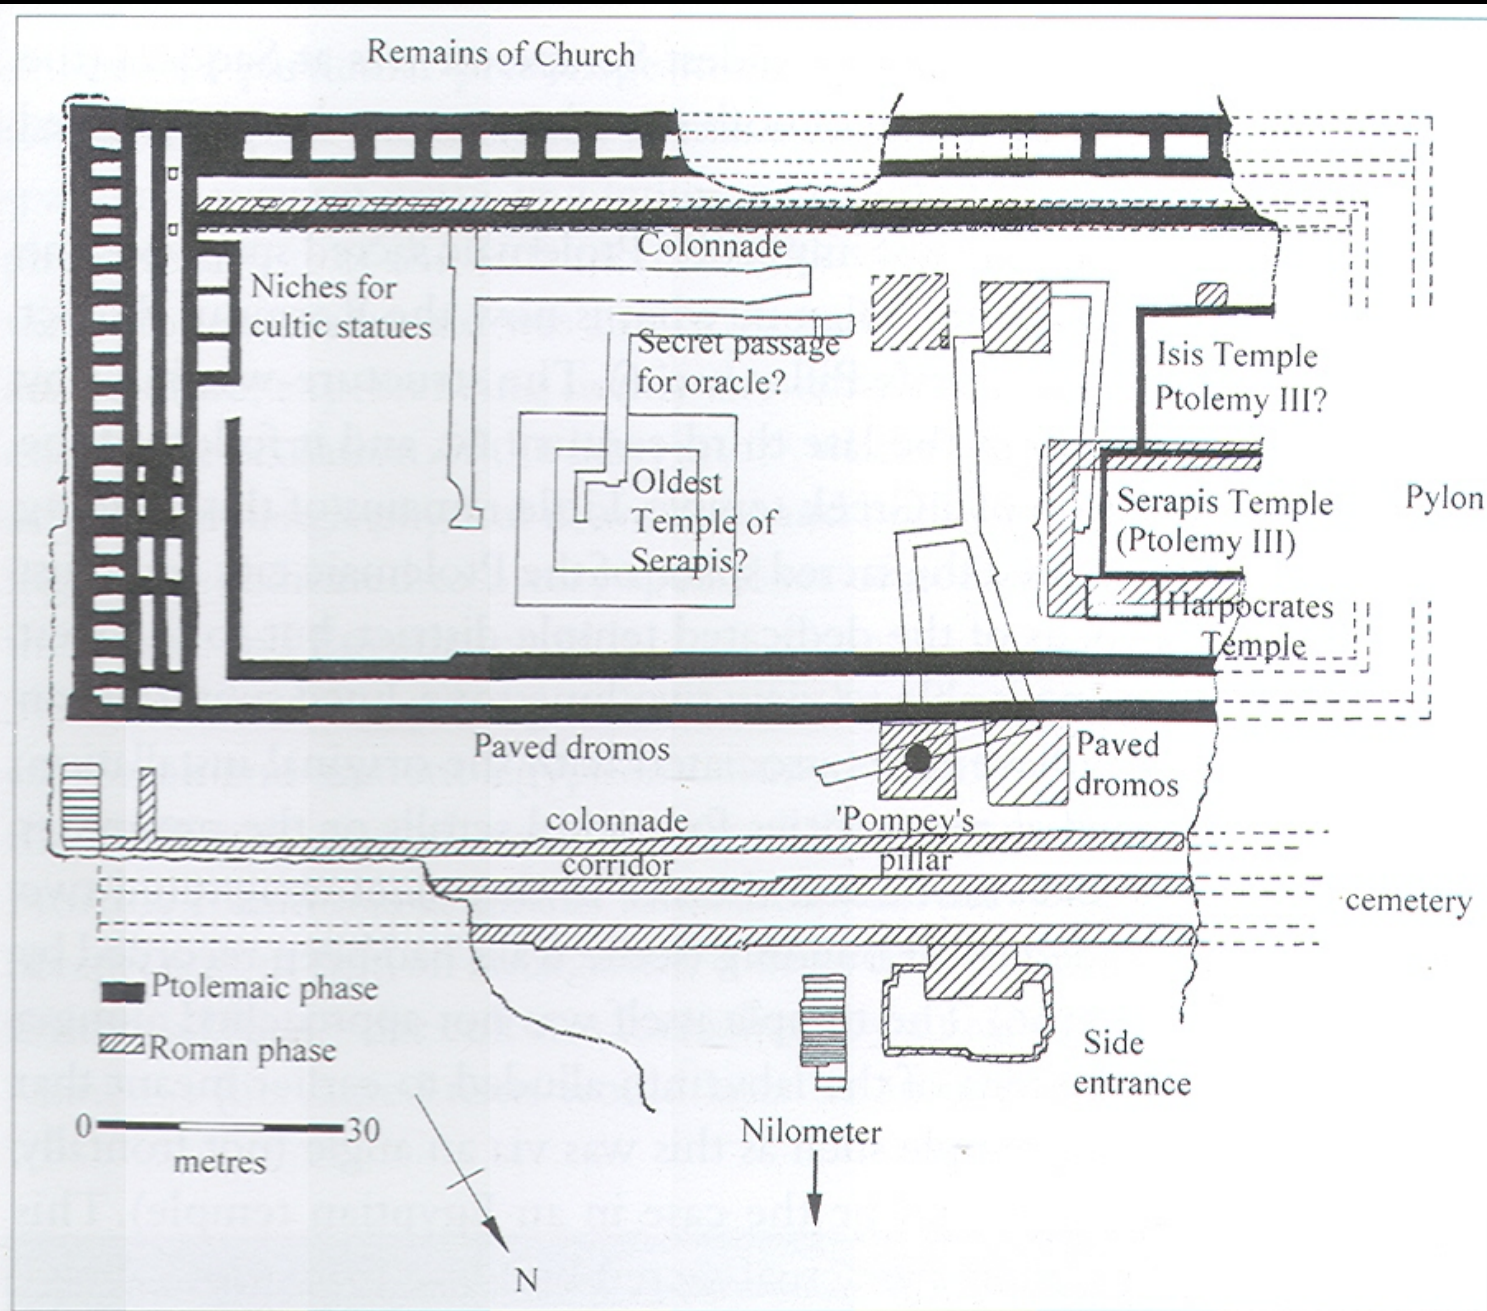 Remains of Church
Colonnade
Niches for
cultic statues
Secret passage
for oracle?
Isis Temple
Ptolemy III?
Oldest
Temple of
Serapis?
Serapis Temple
(Ptolemy III)
Pylon
Harpocrates
Temple
Paved dromos
Paved
dromos
colonnade
corridor
'Pompey's
pillar
cemetery
Ptolemaic phase
Roman phase
0
30
metres
Side
entrance
Nilometer
N